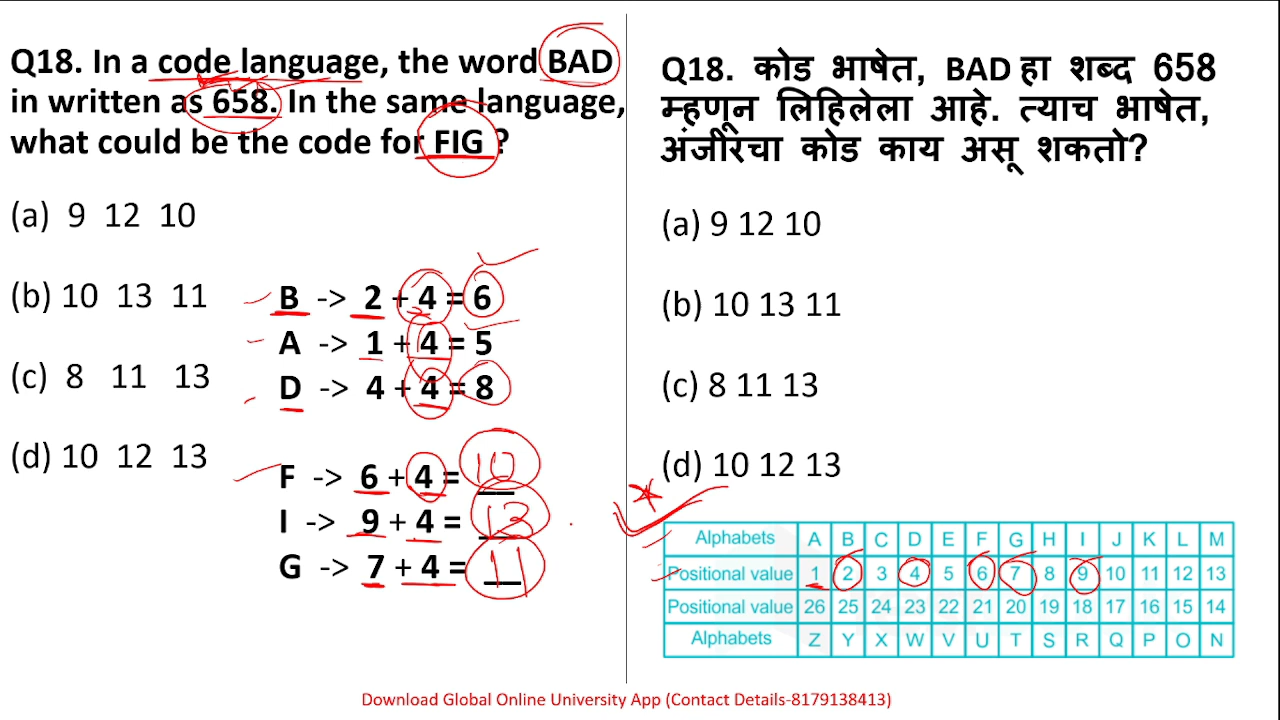 Q18. In a code language, the word BAD
in written as 658. In the same language,
what could be the code for FIG ?
(a) 9 12 10
(b) 10 13 11
(c) 8 11 13
(d) 10 12 13
B -> 2 + 4 = 6
A -> 1 + 4 = 5
D -> 4 + 4 = 8
F -> 6 + 4 = 10
I -> 9 + 4 = 13
G -> 7 + 4 = 11
Q18. कोड भाषेत, BAD हा शब्द 658
म्हणून लिहिलेला आहे. त्याच भाषेत,
अंजीरचा कोड काय असू शकतो?
(a) 9 12 10
(b) 10 13 11
(c) 8 11 13
(d) 10 12 13
Alphabets A B C D E F G H I J K L M
Positional value 1 2 3 4 5 6 7 8 9 10 11 12 13
Positional value 26 25 24 23 22 21 20 19 18 17 16 15 14
Alphabets Z Y X W V U T S R Q P O N
Download Global Online University App (Contact Details-8179138413)